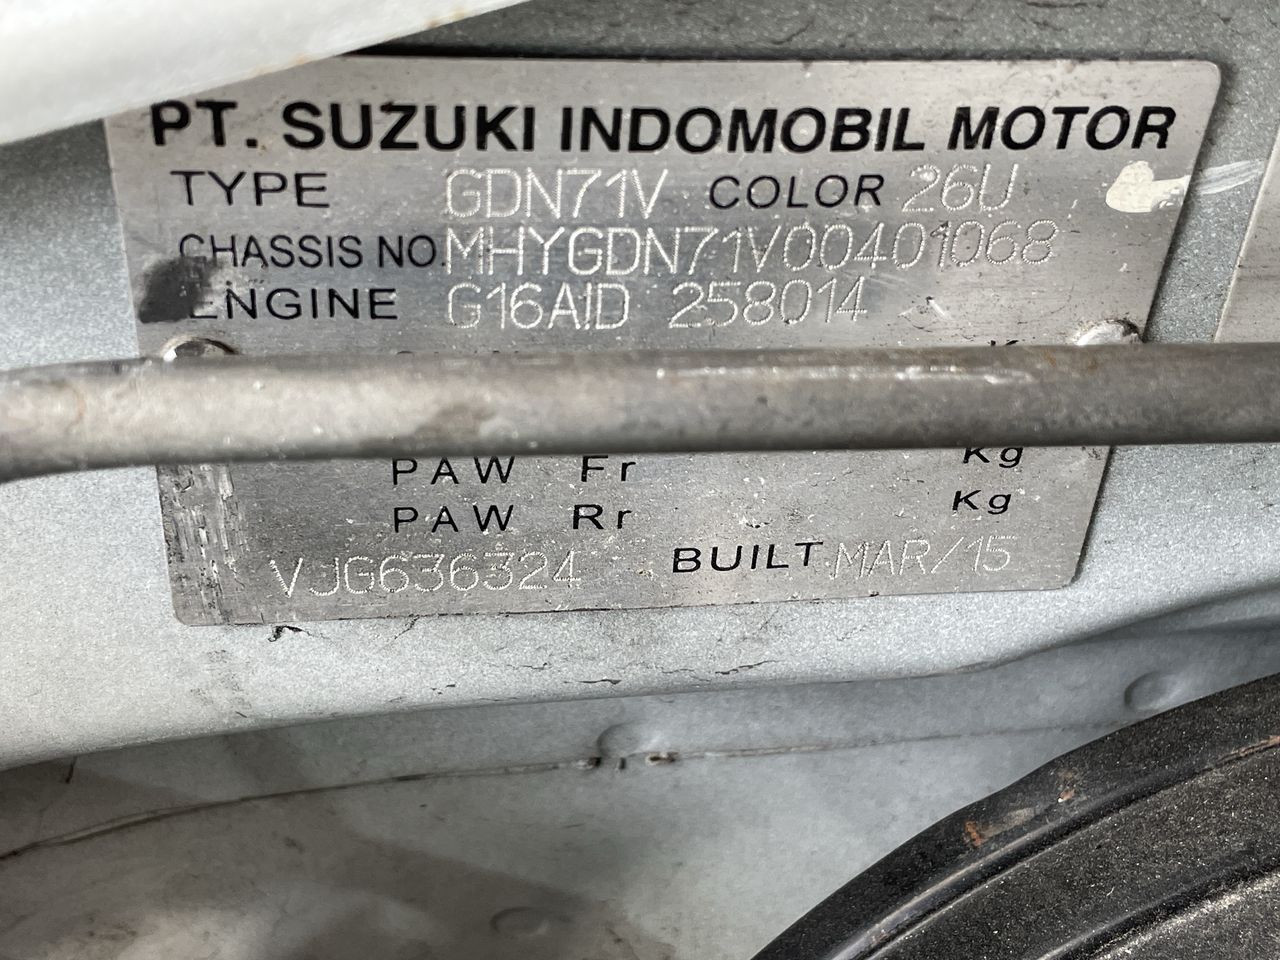 PT. SUZUKI INDOMOBIL MOTOR
TYPE GDN71V COLOR 26U
CHASSIS NO. MHYGDN71V00401068
ENGINE G16AID 258014
PAW Fr Kg
PAW Rr Kg
VJG636324 BUILT MAR/15